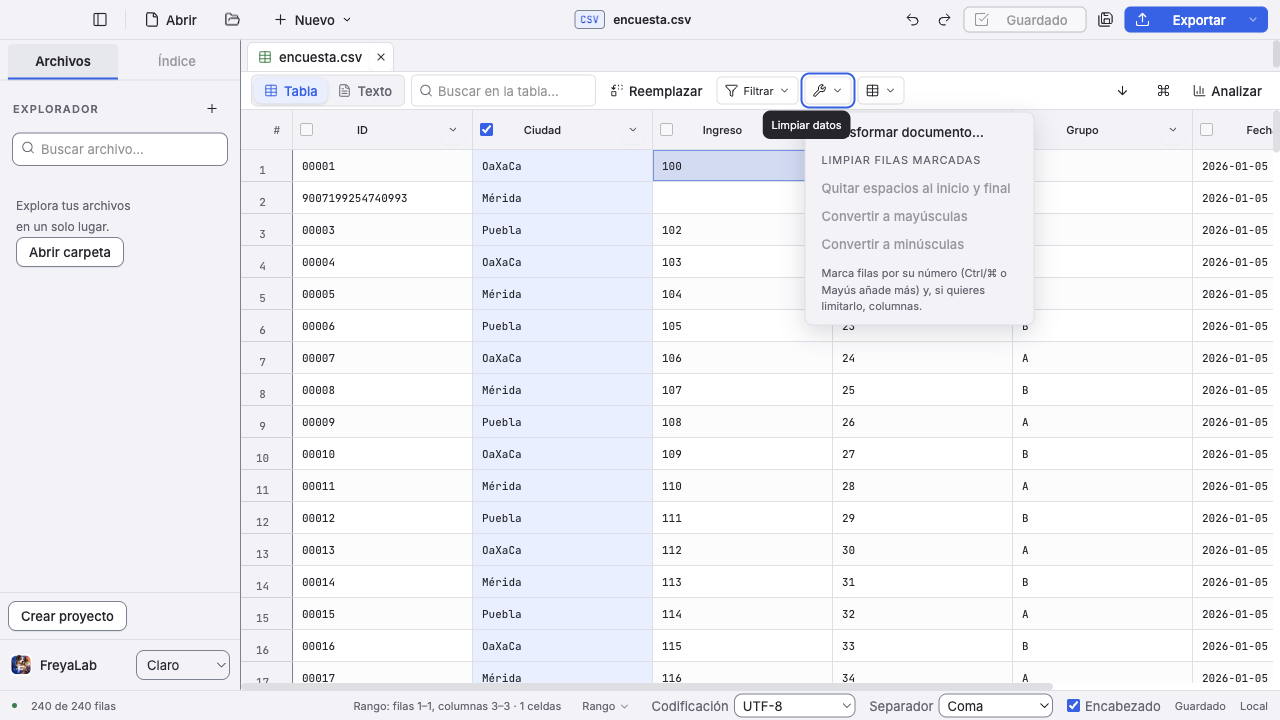 Abrir
Nuevo
CSV encuesta.csv
Guardado
Exportar
Archivos Índice
encuesta.csv
Tabla Texto Buscar en la tabla... Reemplazar Filtrar Analizar
EXPLORADOR
Buscar archivo...
Explora tus archivos
en un solo lugar.
Abrir carpeta
Limpiar datos
sformar documento...
LIMPIAR FILAS MARCADAS
Quitar espacios al inicio y final
Convertir a mayúsculas
Convertir a minúsculas
Marca filas por su número (Ctrl/⌘ o
Mayús añade más) y, si quieres
limitarlo, columnas.
# ID Ciudad Ingreso Grupo Fecha
1 00001 OaXaCa 100 2026-01-05
2 9007199254740993 Mérida 2026-01-05
3 00003 Puebla 102 2026-01-05
4 00004 OaXaCa 103 2026-01-05
5 00005 Mérida 104 2026-01-05
6 00006 Puebla 105 23 B 2026-01-05
7 00007 OaXaCa 106 24 A 2026-01-05
8 00008 Mérida 107 25 B 2026-01-05
9 00009 Puebla 108 26 A 2026-01-05
10 00010 OaXaCa 109 27 B 2026-01-05
11 00011 Mérida 110 28 A 2026-01-05
12 00012 Puebla 111 29 B 2026-01-05
13 00013 OaXaCa 112 30 A 2026-01-05
14 00014 Mérida 113 31 B 2026-01-05
15 00015 Puebla 114 32 A 2026-01-05
16 00016 OaXaCa 115 33 B 2026-01-05
17 00017 Mérida 116 34 A 2026-01-05
Crear proyecto
FreyaLab Claro
240 de 240 filas
Rango: filas 1–1, columnas 3–3 · 1 celdas Rango Codificación UTF-8 Separador Coma Encabezado Guardado Local